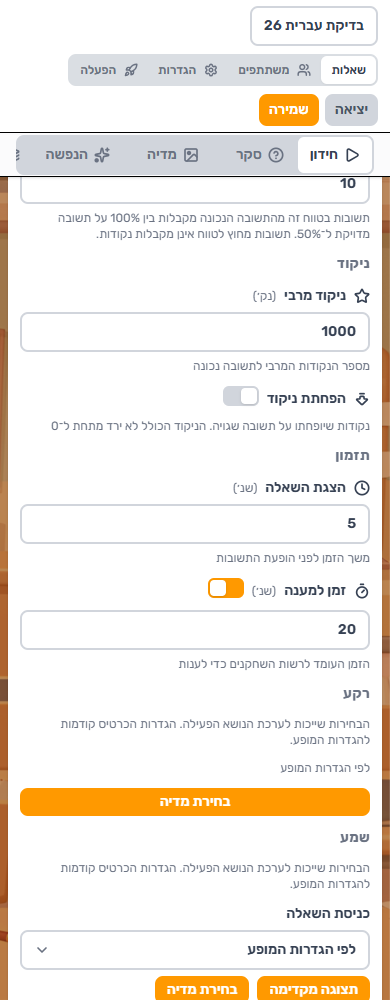 בדיקת עברית 26
שאלות משתתפים הגדרות הפעלה
יציאה שמירה
חידון סקר מדיה הנפשה
10
תשובות בטווח זה מהתשובה הנכונה מקבלות בין 100% על תשובה
מדויקת ל־50%. תשובות מחוץ לטווח אינן מקבלות נקודות.
ניקוד
ניקוד מרבי (נק׳)
1000
מספר הנקודות המרבי לתשובה נכונה
הפחתת ניקוד
נקודות שיופחתו על תשובה שגויה. הניקוד הכולל לא ירד מתחת ל־0
תזמון
הצגת השאלה (שנ׳)
5
משך הזמן לפני הופעת התשובות
זמן למענה (שנ׳)
20
הזמן העומד לרשות השחקנים כדי לענות
רקע
הבחירות שייכות לערכת הנושא הפעילה. הגדרות הכרטיס קודמות
להגדרות המופע.
לפי הגדרות המופע
בחירת מדיה
שמע
הבחירות שייכות לערכת הנושא הפעילה. הגדרות הכרטיס קודמות
להגדרות המופע.
כניסת השאלה
לפי הגדרות המופע
תצוגה מקדימה בחירת מדיה